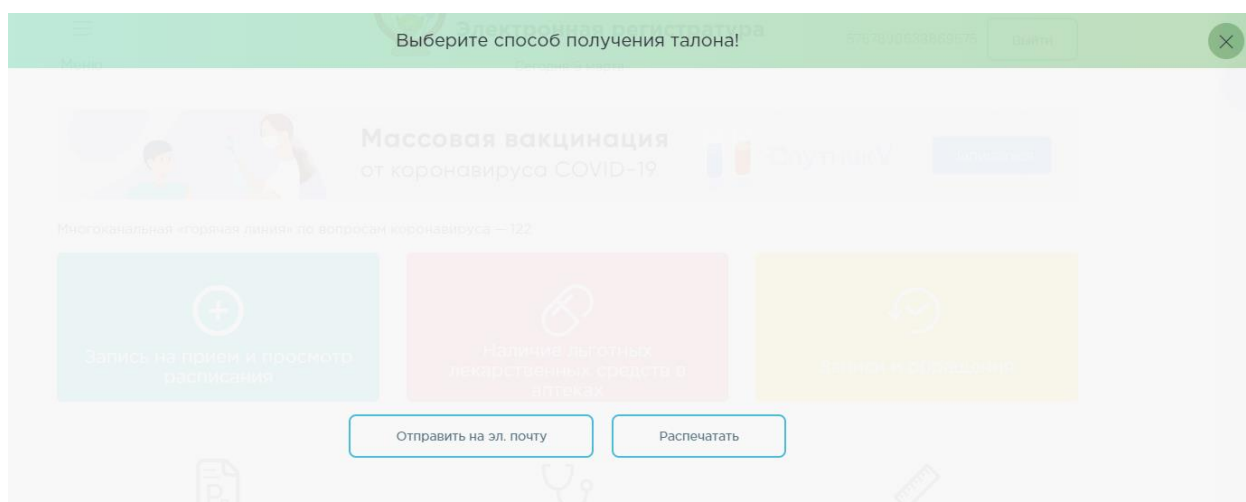 Электронная регистратура
Выберите способ получения талона!
Меню
Массовая вакцинация
от коронавируса COVID-19
Многоканальная «горячая линия» по вопросам коронавируса — 122
Запись на прием и просмотр
расписания
Наличие льготных
лекарственных средств в
аптеках
Отправить на эл. почту
Распечатать